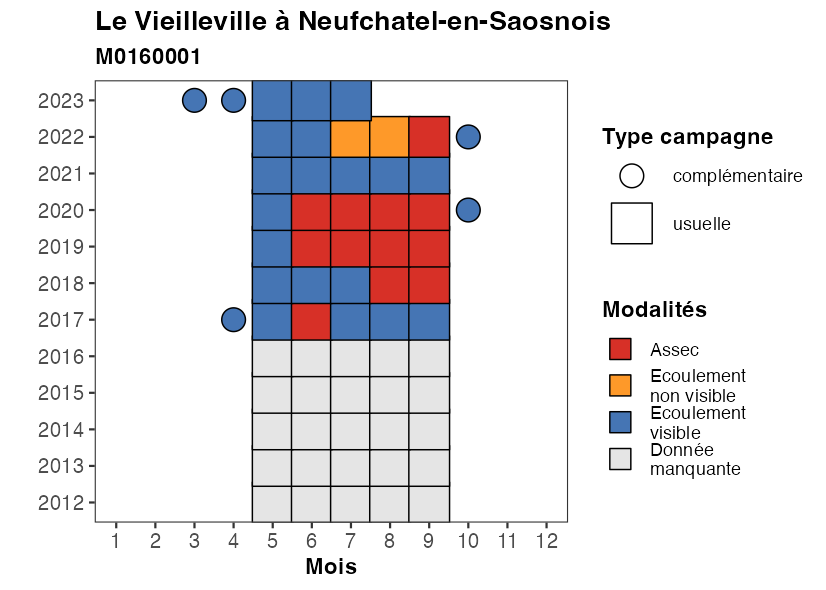 Le Vieilleville à Neufchatel-en-Saosnois
M0160001
2023
2022
2021
2020
2019
2018
2017
2016
2015
2014
2013
2012
1 2 3 4 5 6 7 8 9 10 11 12
Mois
Type campagne
complémentaire
usuelle
Modalités
Assec
Ecoulement
non visible
Ecoulement
visible
Donnée
manquante